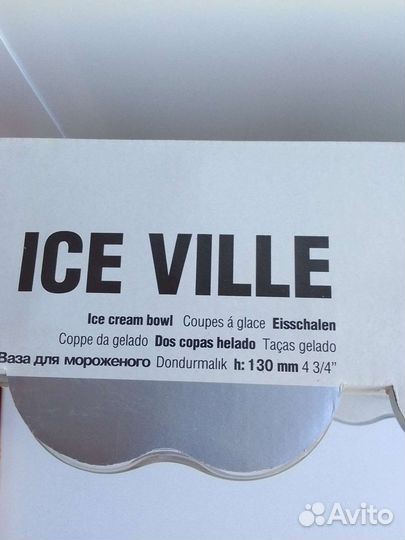 ICE VILLE
Ice cream bowl Coupes á glace Eisschalen
Coppe da gelado Dos copas helado Taças gelado
Ваза для мороженого Dondurmalık h: 130 mm 4 3/4"
Avito